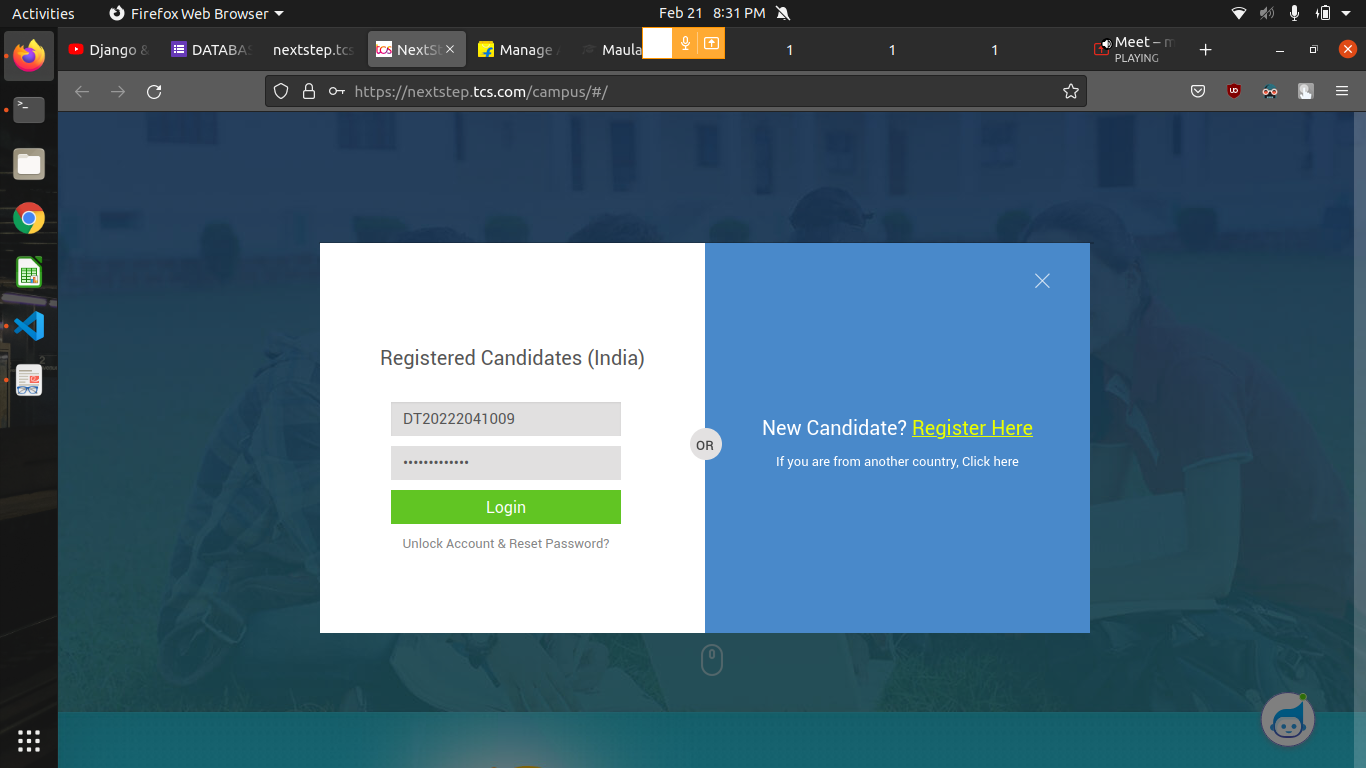 Activities
Firefox Web Browser
Feb 21 8:31 PM
Django &
DATABA
nextstep.tcs
tcs
NextSt
Manage
Maula
1
1
1
Meet – m
PLAYING
https://nextstep.tcs.com/campus/#/
Registered Candidates (India)
DT20222041009
Login
Unlock Account & Reset Password?
OR
New Candidate? Register Here
If you are from another country, Click here